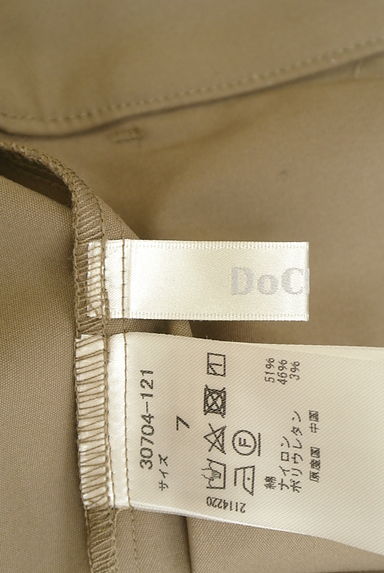 DoC
30704-121
サイズ 7
綿 51%
ナイロン 46%
ポリウレタン 3%
原産国 中国
2114220